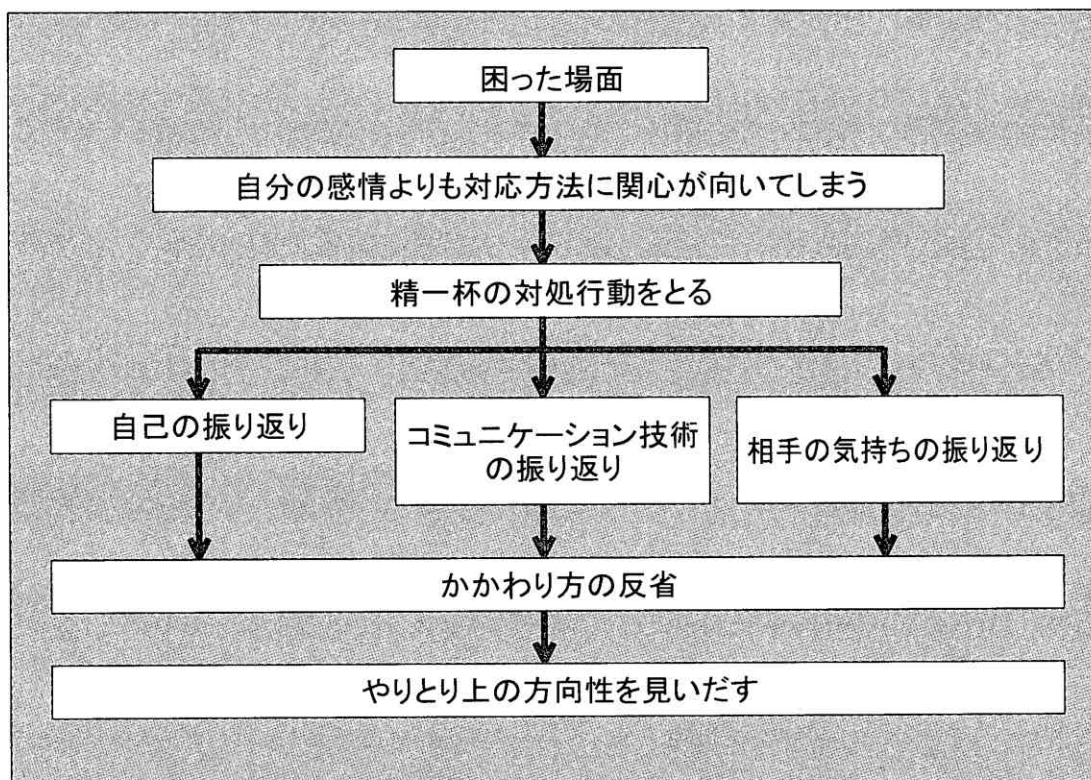 困った場面
自分の感情よりも対応方法に関心が向いてしまう
精一杯の対処行動をとる
自己の振り返り
コミュニケーション技術
の振り返り
相手の気持ちの振り返り
かかわり方の反省
やりとり上の方向性を見いだす